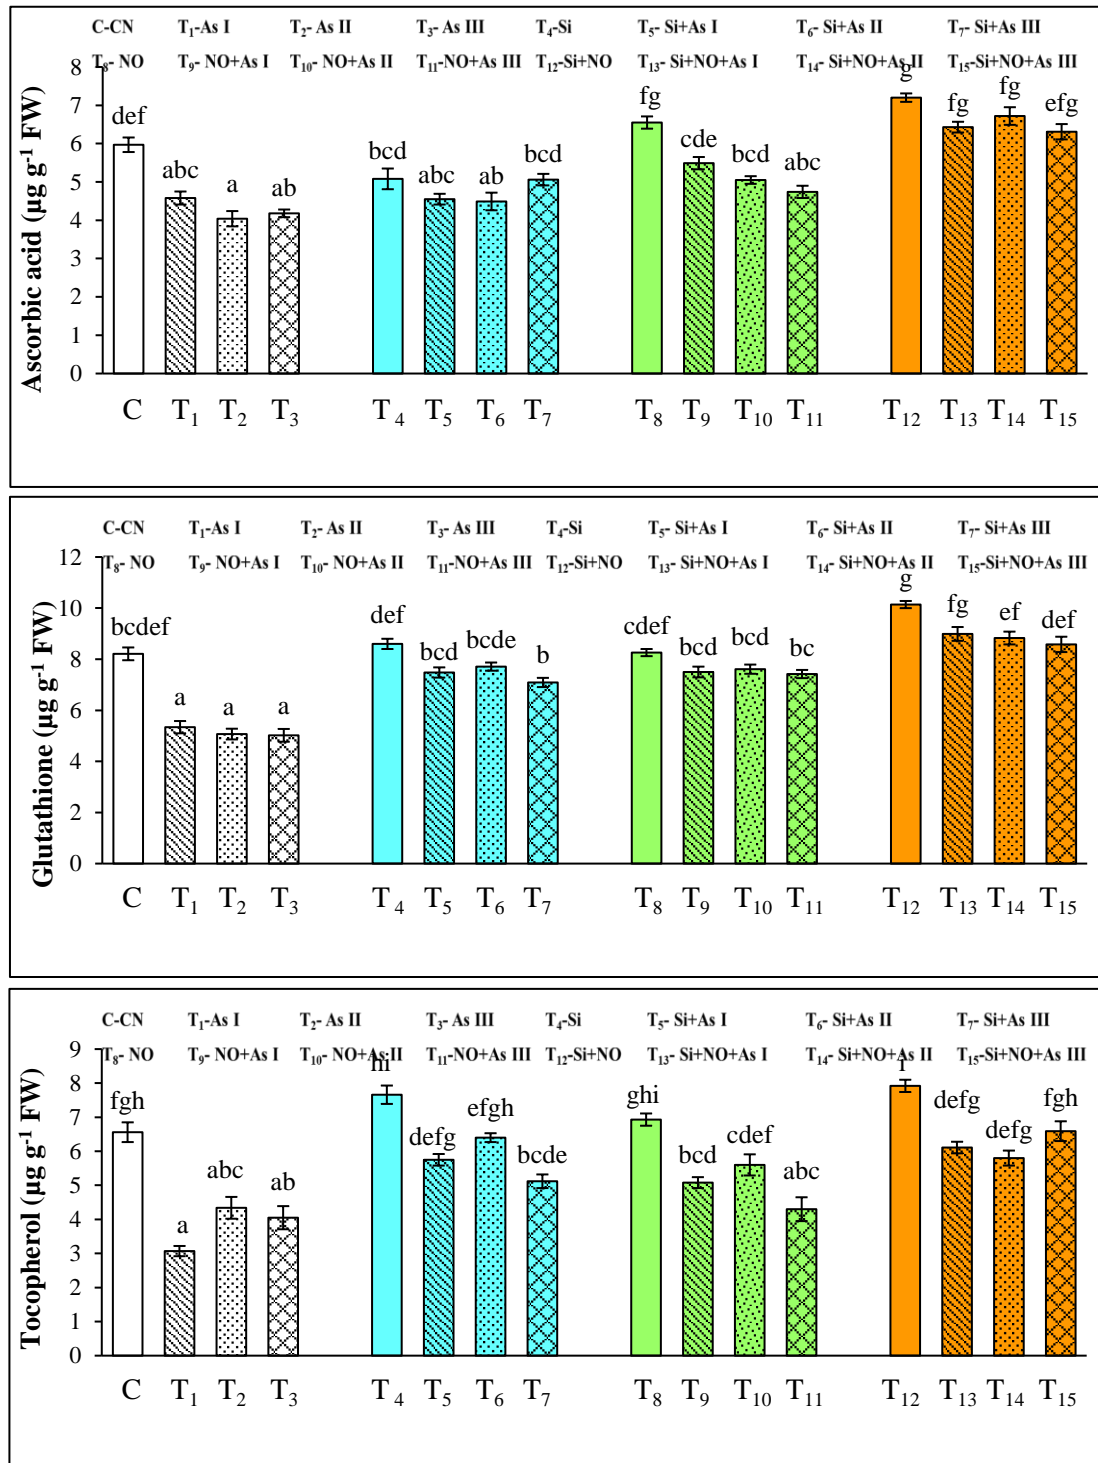 C-CN T₁-As I T₂- As II T₃- As III T₄-Si T₅- Si+As I T₆- Si+As II T₇- Si+As III
T₈- NO T₉- NO+As I T₁₀- NO+As II T₁₁-NO+As III T₁₂-Si+NO T₁₃- Si+NO+As I T₁₄- Si+NO+As II T₁₅-Si+NO+As III
Ascorbic acid (µg g⁻¹ FW)
8
7
6
5
4
3
2
1
0
def abc a ab bcd abc ab bcd fg cde bcd abc g fg fg efg
C T₁ T₂ T₃ T₄ T₅ T₆ T₇ T₈ T₉ T₁₀ T₁₁ T₁₂ T₁₃ T₁₄ T₁₅
C-CN T₁-As I T₂- As II T₃- As III T₄-Si T₅- Si+As I T₆- Si+As II T₇- Si+As III
T₈- NO T₉- NO+As I T₁₀- NO+As II T₁₁-NO+As III T₁₂-Si+NO T₁₃- Si+NO+As I T₁₄- Si+NO+As II T₁₅-Si+NO+As III
Glutathione (µg g⁻¹ FW)
12
10
8
6
4
2
0
bcdef a a a def bcd bcde b cdef bcd bcd bc g fg ef def
C T₁ T₂ T₃ T₄ T₅ T₆ T₇ T₈ T₉ T₁₀ T₁₁ T₁₂ T₁₃ T₁₄ T₁₅
C-CN T₁-As I T₂- As II T₃- As III T₄-Si T₅- Si+As I T₆- Si+As II T₇- Si+As III
T₈- NO T₉- NO+As I T₁₀- NO+As II T₁₁-NO+As III T₁₂-Si+NO T₁₃- Si+NO+As I T₁₄- Si+NO+As II T₁₅-Si+NO+As III
Tocopherol (µg g⁻¹ FW)
9
8
7
6
5
4
3
2
1
0
fgh a abc ab hi defg efgh bcde ghi bcd cdef abc defg defg fgh
C T₁ T₂ T₃ T₄ T₅ T₆ T₇ T₈ T₉ T₁₀ T₁₁ T₁₂ T₁₃ T₁₄ T₁₅